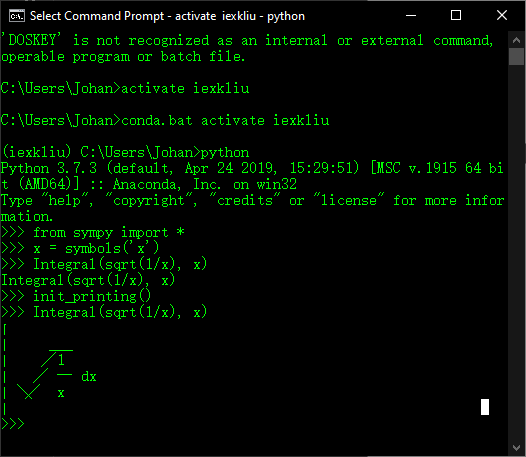 Select Command Prompt - activate iexkliu - python
'DOSKEY' is not recognized as an internal or external command,
operable program or batch file.
C:\Users\Johan>activate iexkliu
C:\Users\Johan>conda.bat activate iexkliu
(iexkliu) C:\Users\Johan>python
Python 3.7.3 (default, Apr 24 2019, 15:29:51) [MSC v.1915 64 bi
t (AMD64)] :: Anaconda, Inc. on win32
Type "help", "copyright", "credits" or "license" for more infor
mation.
>>> from sympy import *
>>> x = symbols('x')
>>> Integral(sqrt(1/x), x)
Integral(sqrt(1/x), x)
>>> init_printing()
>>> Integral(sqrt(1/x), x)
⌠
|      ___
|     ╱ 1
|    ╱  ─ dx
| ╲╱   x
|
>>>